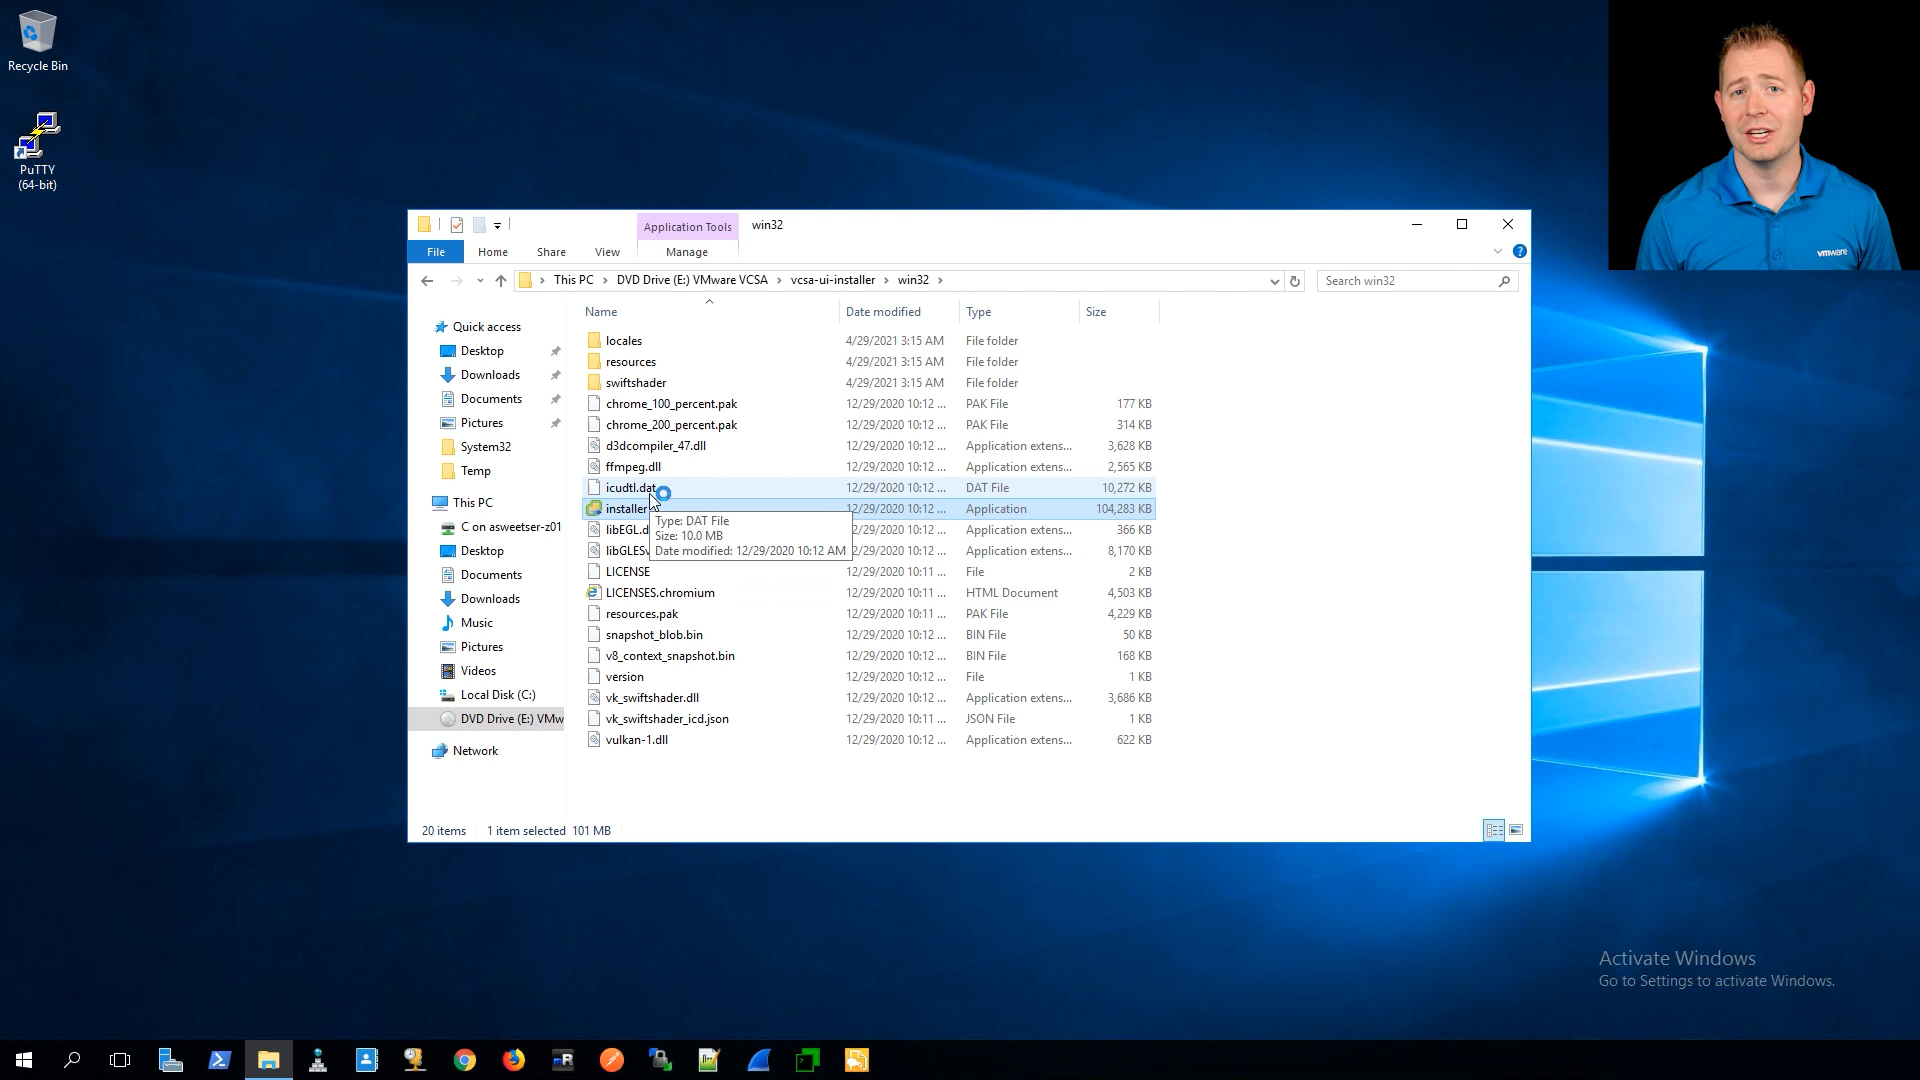 Recycle Bin
PuTTY
(64-bit)
vmware
Application Tools
win32
File
Home
Share
View
Manage
This PC
DVD Drive (E:) VMware VCSA
vcsa-ui-installer
win32
Search win32
Name
Date modified
Type
Size
Quick access
Desktop
Downloads
Documents
Pictures
System32
Temp
This PC
C on asweetser-z01
Desktop
Documents
Downloads
Music
Pictures
Videos
Local Disk (C:)
DVD Drive (E:) VMw
Network
locales 4/29/2021 3:15 AM File folder
resources 4/29/2021 3:15 AM File folder
swiftshader 4/29/2021 3:15 AM File folder
chrome_100_percent.pak 12/29/2020 10:12 ... PAK File 177 KB
chrome_200_percent.pak 12/29/2020 10:12 ... PAK File 314 KB
d3dcompiler_47.dll 12/29/2020 10:12 ... Application extens... 3,628 KB
ffmpeg.dll 12/29/2020 10:12 ... Application extens... 2,565 KB
icudtl.dat 12/29/2020 10:12 ... DAT File 10,272 KB
installer 12/29/2020 10:12 ... Application 104,283 KB
libEGL.d 12/29/2020 10:12 ... Application extens... 366 KB
libGLESv 12/29/2020 10:12 ... Application extens... 8,170 KB
Type: DAT File
Size: 10.0 MB
Date modified: 12/29/2020 10:12 AM
LICENSE 12/29/2020 10:11 ... File 2 KB
LICENSES.chromium 12/29/2020 10:11 ... HTML Document 4,503 KB
resources.pak 12/29/2020 10:11 ... PAK File 4,229 KB
snapshot_blob.bin 12/29/2020 10:12 ... BIN File 50 KB
v8_context_snapshot.bin 12/29/2020 10:12 ... BIN File 168 KB
version 12/29/2020 10:12 ... File 1 KB
vk_swiftshader.dll 12/29/2020 10:12 ... Application extens... 3,686 KB
vk_swiftshader_icd.json 12/29/2020 10:11 ... JSON File 1 KB
vulkan-1.dll 12/29/2020 10:12 ... Application extens... 622 KB
20 items 1 item selected 101 MB
Activate Windows
Go to Settings to activate Windows.